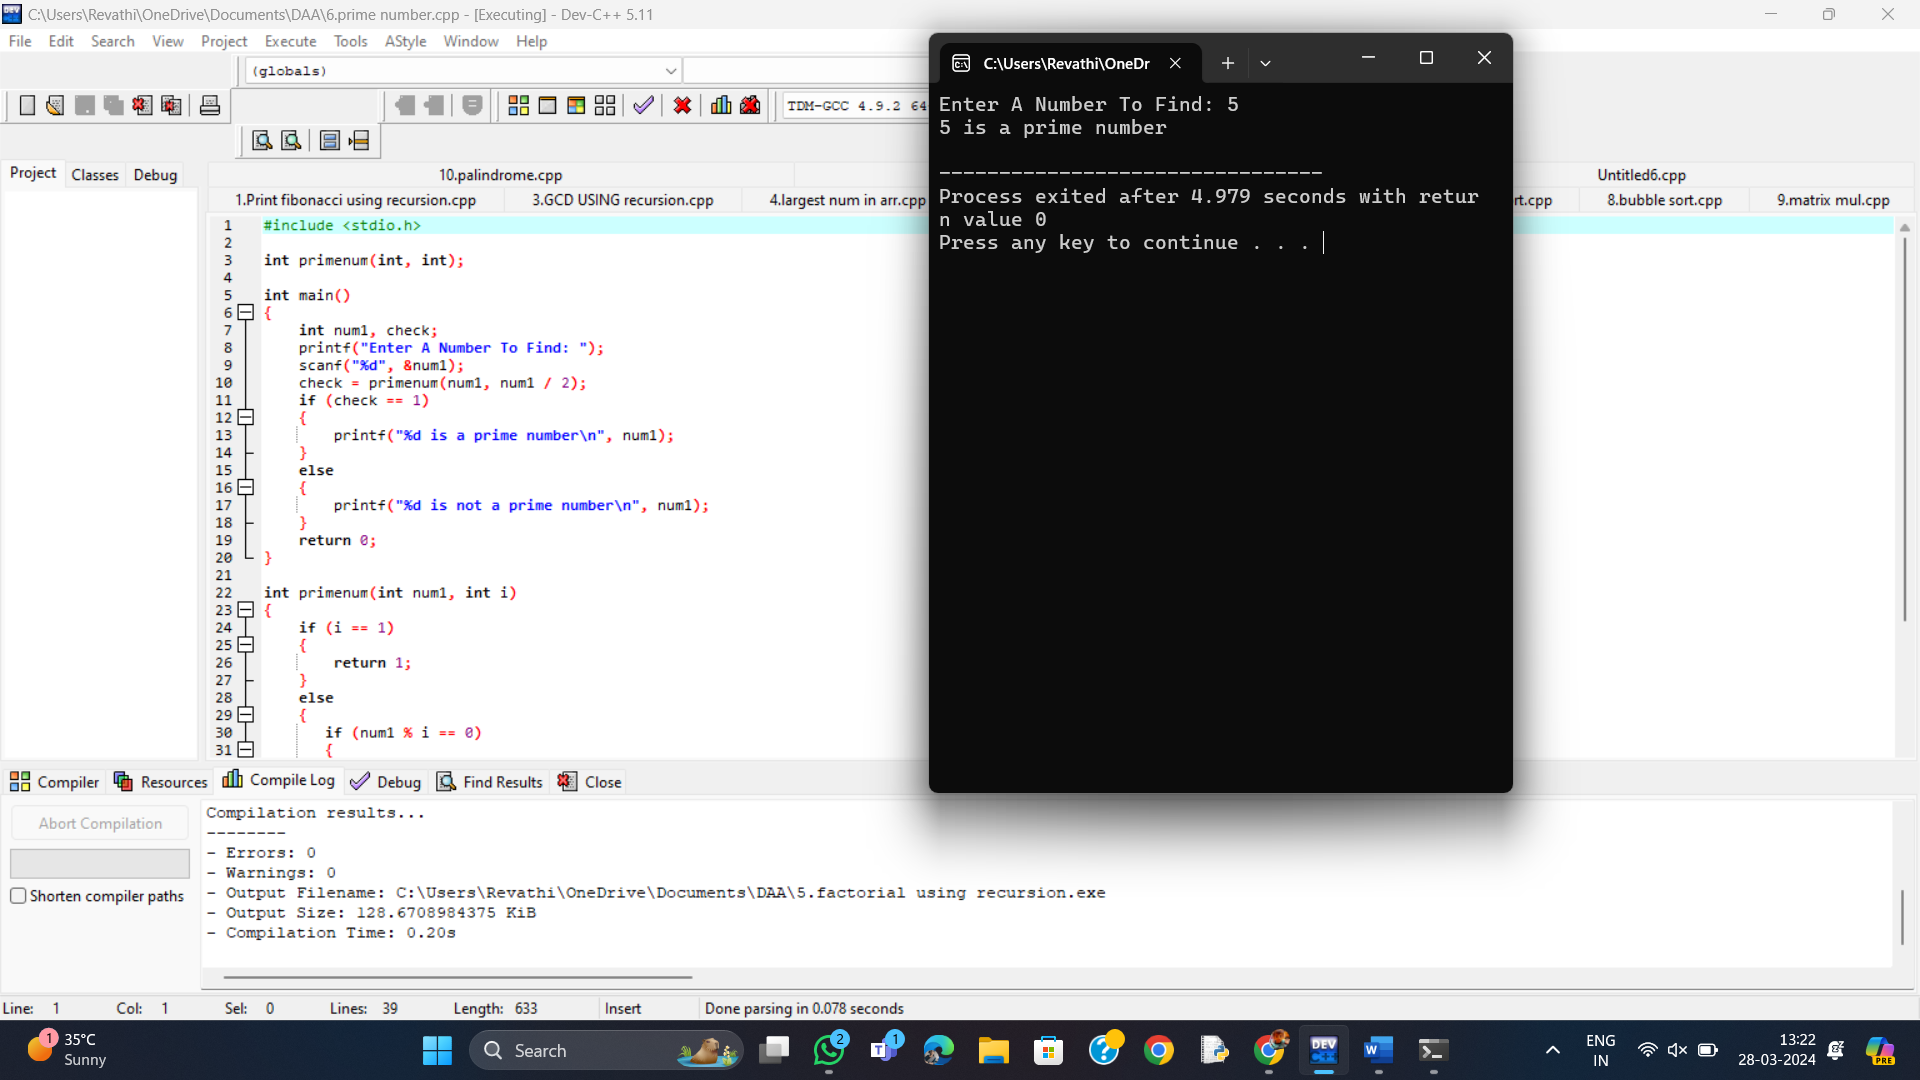 C:\Users\Revathi\OneDrive\Documents\DAA\6.prime number.cpp - [Executing] - Dev-C++ 5.11
File Edit Search View Project Execute Tools AStyle Window Help
(globals)
TDM-GCC 4.9.2 64
Project Classes Debug
10.palindrome.cpp Untitled6.cpp
1.Print fibonacci using recursion.cpp 3.GCD USING recursion.cpp 4.largest num in arr.cpp rt.cpp 8.bubble sort.cpp 9.matrix mul.cpp
1 #include <stdio.h>
2
3 int primenum(int, int);
4
5 int main()
6 {
7 int num1, check;
8 printf("Enter A Number To Find: ");
9 scanf("%d", &num1);
10 check = primenum(num1, num1 / 2);
11 if (check == 1)
12 {
13 printf("%d is a prime number\n", num1);
14 }
15 else
16 {
17 printf("%d is not a prime number\n", num1);
18 }
19 return 0;
20 }
21
22 int primenum(int num1, int i)
23 {
24 if (i == 1)
25 {
26 return 1;
27 }
28 else
29 {
30 if (num1 % i == 0)
31 {
C:\Users\Revathi\OneDr
Enter A Number To Find: 5
5 is a prime number
--------------------------------
Process exited after 4.979 seconds with retur
n value 0
Press any key to continue . . .
Compiler Resources Compile Log Debug Find Results Close
Abort Compilation
Shorten compiler paths
Compilation results...
--------
- Errors: 0
- Warnings: 0
- Output Filename: C:\Users\Revathi\OneDrive\Documents\DAA\5.factorial using recursion.exe
- Output Size: 128.6708984375 KiB
- Compilation Time: 0.20s
Line: 1 Col: 1 Sel: 0 Lines: 39 Length: 633 Insert Done parsing in 0.078 seconds
1 35°C
Sunny
Search
2
1
DEV
ENG
IN
13:22
28-03-2024
PRE